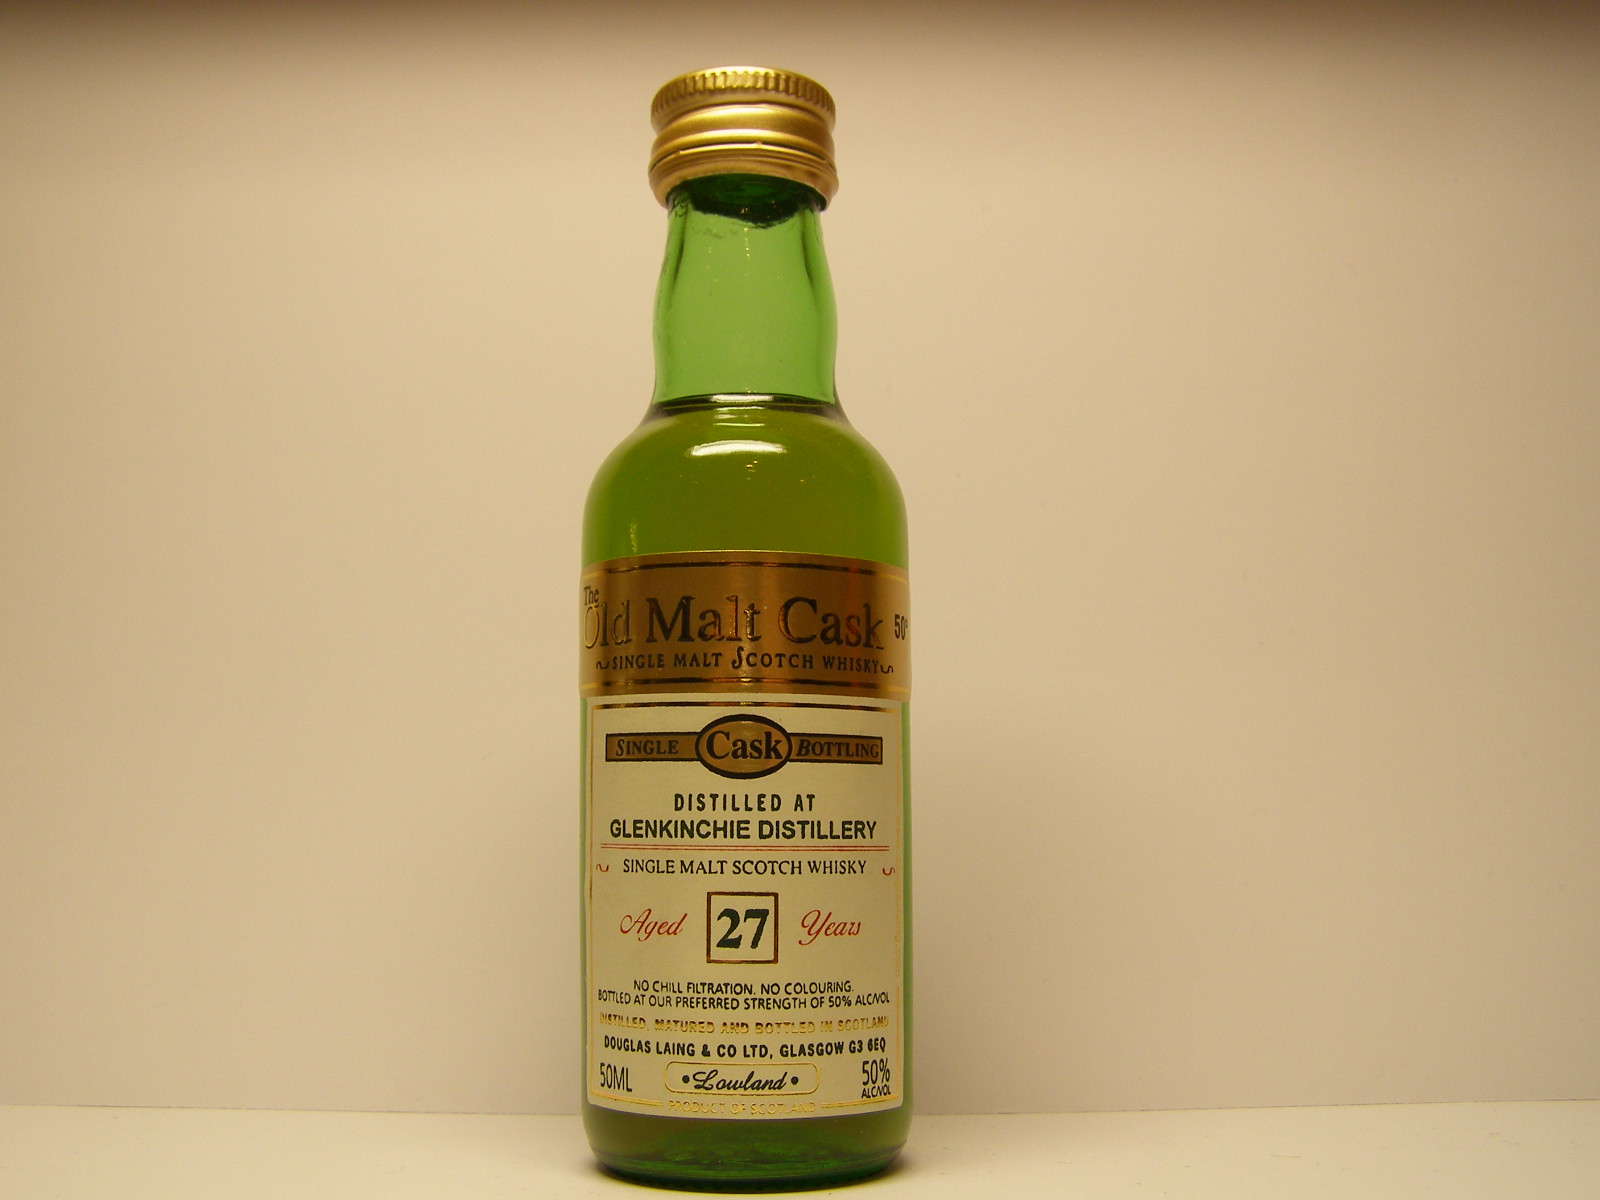 The
Old Malt Cask 50°
SINGLE MALT SCOTCH WHISKY
SINGLE Cask BOTTLING
DISTILLED AT
GLENKINCHIE DISTILLERY
SINGLE MALT SCOTCH WHISKY
Aged 27 Years
NO CHILL FILTRATION. NO COLOURING.
BOTTLED AT OUR PREFERRED STRENGTH OF 50% ALC/VOL
DISTILLED, MATURED AND BOTTLED IN SCOTLAND
DOUGLAS LAING & CO LTD, GLASGOW G3 6EQ
50ML •Lowland• 50%
ALC/VOL
PRODUCT OF SCOTLAND